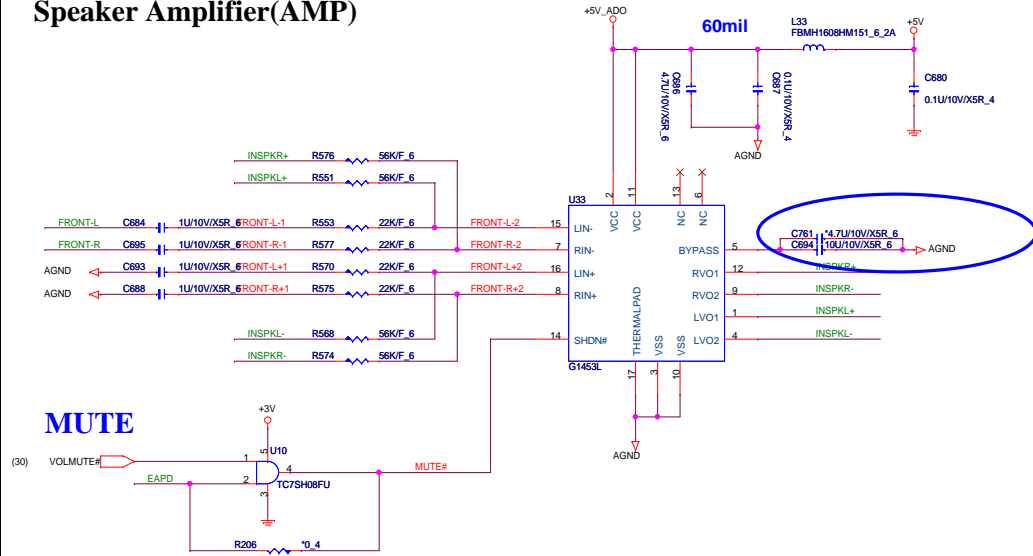 Speaker Amplifier(AMP)
+5V_ADO
60mil
L33
FBMH1608HM151_6_2A
+5V
C686
4.7U/10V/X5R_6
C687
0.1U/10V/X5R_4
C680
0.1U/10V/X5R_4
AGND
INSPKR+ R576 56K/F_6
INSPKL+ R551 56K/F_6
2 11 13 6
U33
VCC VCC NC NC
FRONT-L C684 1U/10V/X5R_6 FRONT-L-1 R553 22K/F_6 FRONT-L-2 15 LIN-
FRONT-R C695 1U/10V/X5R_6 FRONT-R-1 R577 22K/F_6 FRONT-R-2 7 RIN-
AGND C693 1U/10V/X5R_6 FRONT-L+1 R570 22K/F_6 FRONT-L+2 16 LIN+
AGND C688 1U/10V/X5R_6 FRONT-R+1 R575 22K/F_6 FRONT-R+2 8 RIN+
C761 *4.7U/10V/X5R_6
BYPASS 5 C694 10U/10V/X5R_6 AGND
RVO1 12 INSPKR+
RVO2 9 INSPKR-
LVO1 1 INSPKL+
LVO2 4 INSPKL-
INSPKL- R568 56K/F_6
INSPKR- R574 56K/F_6
14 SHDN#
THERMALPAD VSS VSS
G1453L
17 3 10
AGND
MUTE
+3V
(30) VOLMUTE# 1
5 U10
4 MUTE#
EAPD 2
TC7SH08FU
3
R206 *0_4